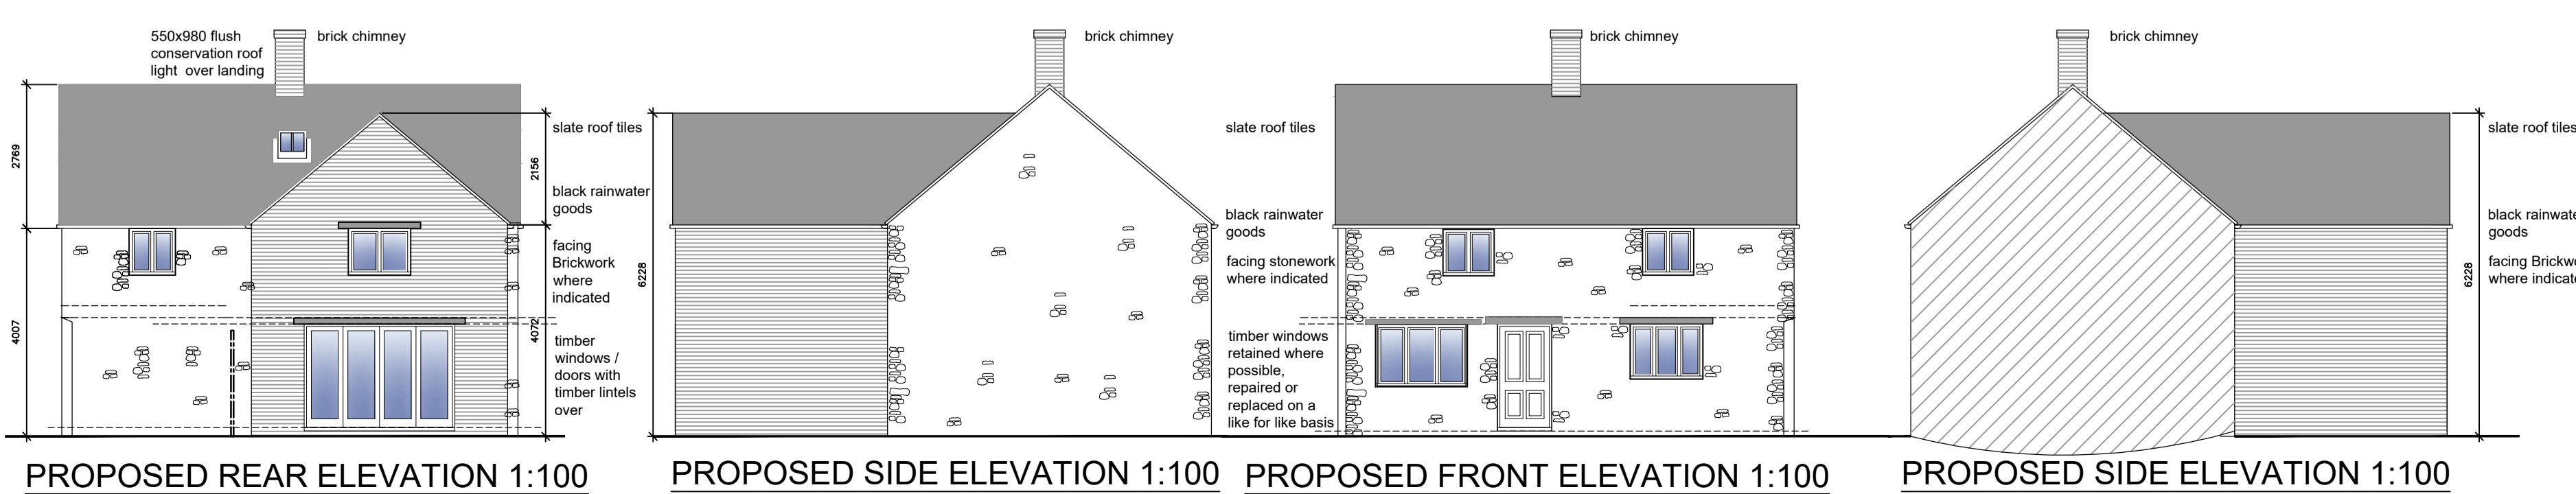 550x980 flush
conservation roof
light over landing
brick chimney
2769
4007
2156
4072
slate roof tiles
black rainwater
goods
facing
Brickwork
where
indicated
timber
windows /
doors with
timber lintels
over
PROPOSED REAR ELEVATION 1:100
brick chimney
6228
PROPOSED SIDE ELEVATION 1:100
slate roof tiles
black rainwater
goods
facing stonework
where indicated
timber windows
retained where
possible,
repaired or
replaced on a
like for like basis
brick chimney
PROPOSED FRONT ELEVATION 1:100
brick chimney
6228
slate roof tiles
black rainwate
goods
facing Brickwo
where indicate
PROPOSED SIDE ELEVATION 1:100